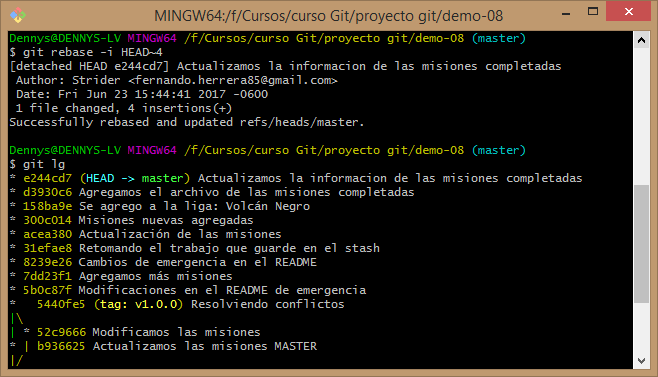 MINGW64:/f/Cursos/curso Git/proyecto git/demo-08
Dennys@DENNYS-LV MINGW64 /f/Cursos/curso Git/proyecto git/demo-08 (master)
$ git rebase -i HEAD~4
[detached HEAD e244cd7] Actualizamos la informacion de las misiones completadas
 Author: Strider <fernando.herrera85@gmail.com>
 Date: Fri Jun 23 15:44:41 2017 -0600
 1 file changed, 4 insertions(+)
Successfully rebased and updated refs/heads/master.
Dennys@DENNYS-LV MINGW64 /f/Cursos/curso Git/proyecto git/demo-08 (master)
$ git lg
* e244cd7 (HEAD -> master) Actualizamos la informacion de las misiones completadas
* d3930c6 Agregamos el archivo de las misiones completadas
* 158ba9e Se agrego a la liga: Volcán Negro
* 300c014 Misiones nuevas agregadas
* acea380 Actualización de las misiones
* 31efae8 Retomando el trabajo que guarde en el stash
* 8239e26 Cambios de emergencia en el README
* 7dd23f1 Agregamos más misiones
* 5b0c87f Modificaciones en el README de emergencia
*   5440fe5 (tag: v1.0.0) Resolviendo conflictos
|\
| * 52c9666 Modificamos las misiones
* | b936625 Actualizamos las misiones MASTER
|/